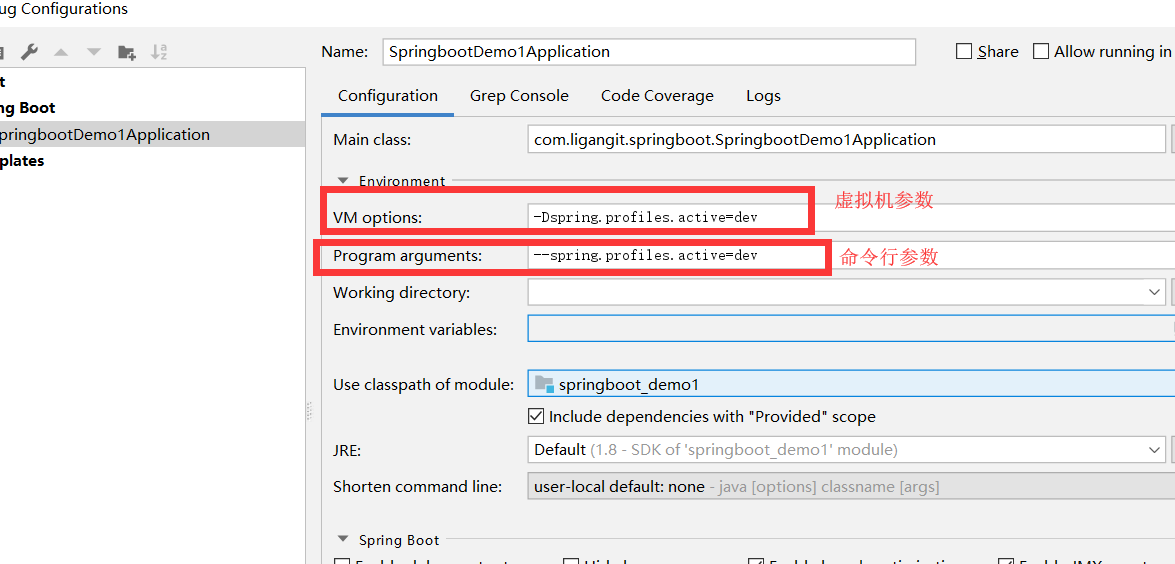 ug Configurations
Name: SpringbootDemo1Application Share Allow running in
t
ng Boot
pringbootDemo1Application
plates
Configuration Grep Console Code Coverage Logs
Main class: com.ligangit.springboot.SpringbootDemo1Application
Environment
VM options: -Dspring.profiles.active=dev 虚拟机参数
Program arguments: --spring.profiles.active=dev 命令行参数
Working directory:
Environment variables:
Use classpath of module: springboot_demo1
Include dependencies with "Provided" scope
JRE: Default (1.8 - SDK of 'springboot_demo1' module)
Shorten command line: user-local default: none - java [options] classname [args]
Spring Boot